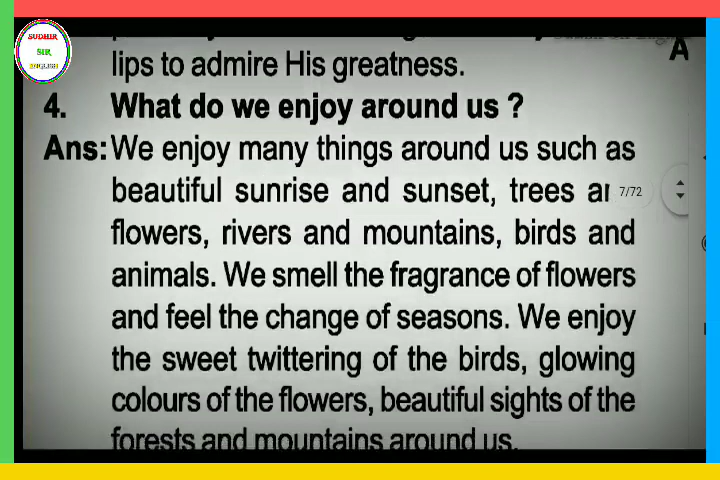 SUDHIR
SIR
ENGLISH
A
lips to admire His greatness.
4. What do we enjoy around us ?
Ans: We enjoy many things around us such as
beautiful sunrise and sunset, trees
7/72
flowers, rivers and mountains, birds and
animals. We smell the fragrance of flowers
and feel the change of seasons. We enjoy
the sweet twittering of the birds, glowing
colours of the flowers, beautiful sights of the
forests and mountains around us.